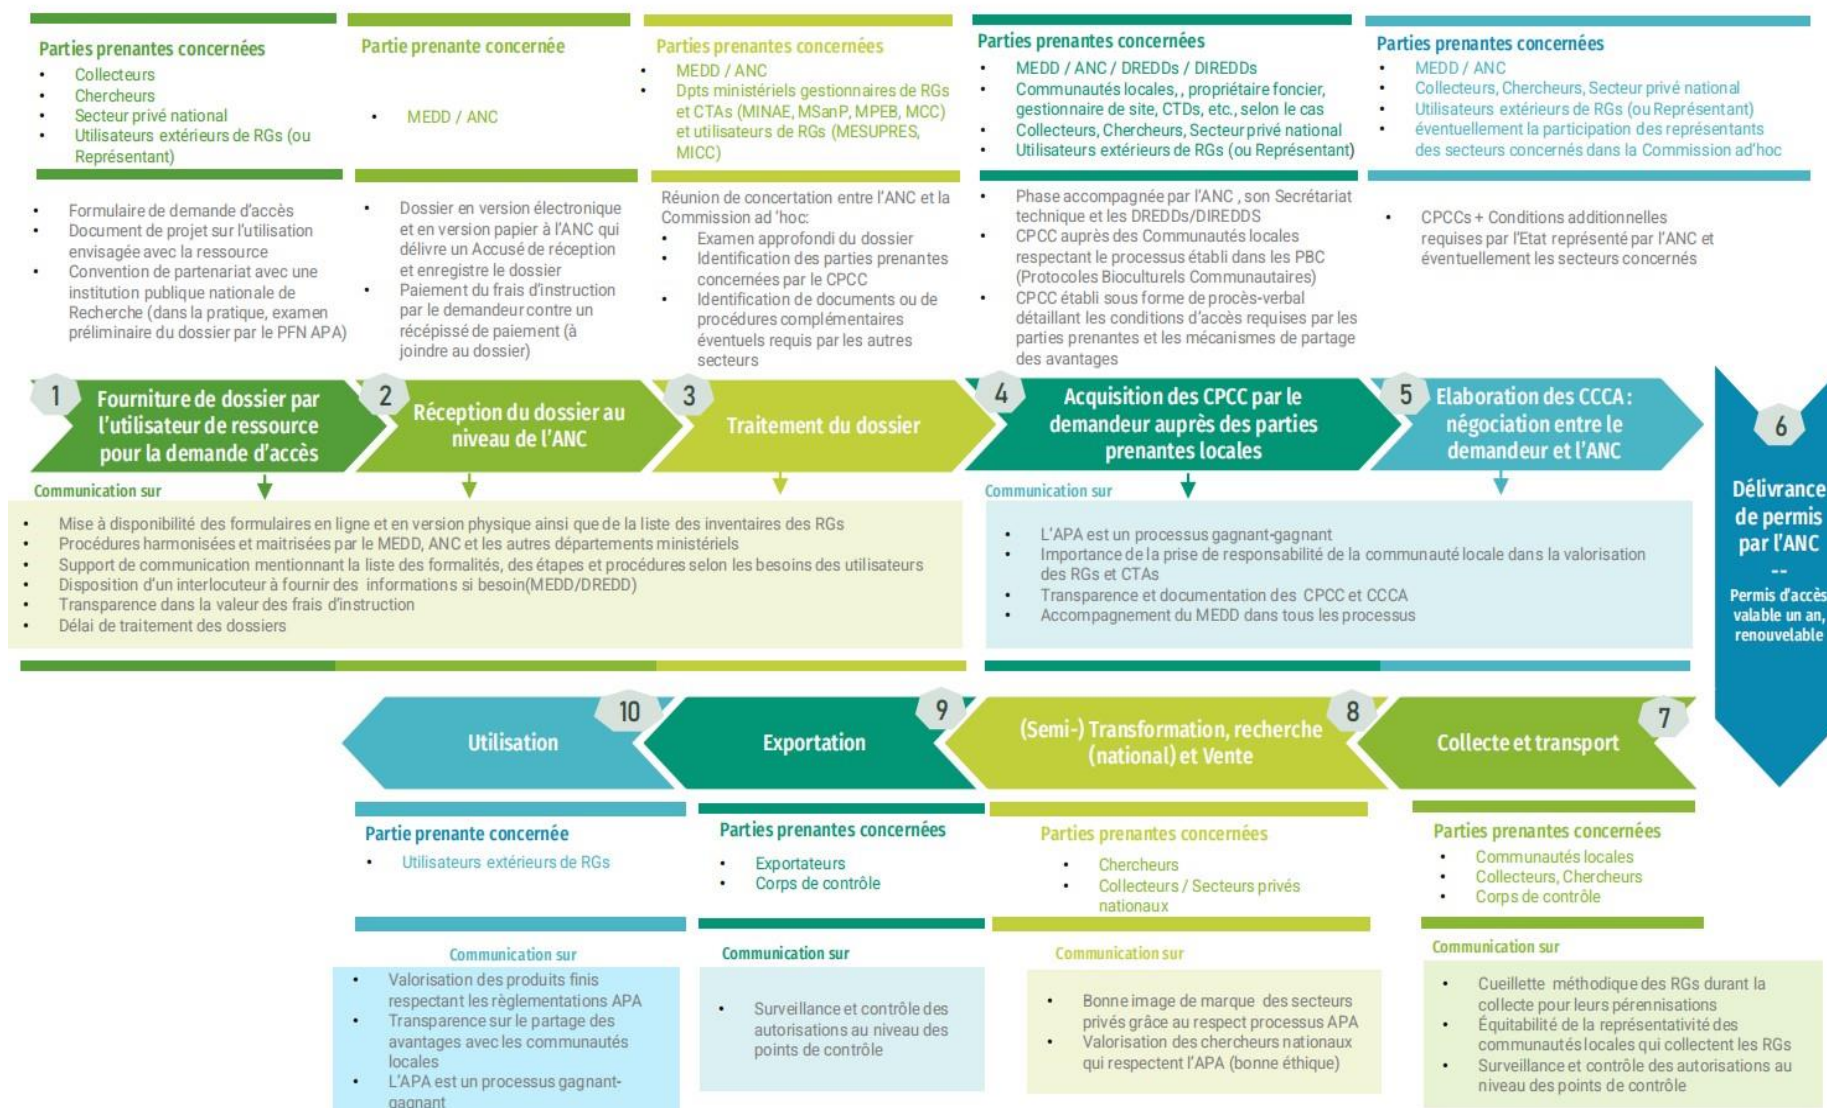 Parties prenantes concernées
• Collecteurs
• Chercheurs
• Secteur privé national
• Utilisateurs extérieurs de RGs (ou
Représentant)
• Formulaire de demande d'accès
• Document de projet sur l'utilisation
envisagée avec la ressource
• Convention de partenariat avec une
institution publique nationale de
Recherche (dans la pratique, examen
préliminaire du dossier par le PFN APA)
Partie prenante concernée
• MEDD / ANC
• Dossier en version électronique
et en version papier à l'ANC qui
délivre un Accusé de réception
et enregistre le dossier
• Paiement du frais d'instruction
par le demandeur contre un
récépissé de paiement (à
joindre au dossier)
Parties prenantes concernées
• MEDD / ANC
• Dpts ministériels gestionnaires de RGs
et CTAs (MINAE, MSanP, MPEB, MCC)
et utilisateurs de RGs (MESUPRES,
MICC)
Réunion de concertation entre l'ANC et la
Commission ad 'hoc:
• Examen approfondi du dossier
• Identification des parties prenantes
concernées par le CPCC
• Identification de documents ou de
procédures complémentaires
éventuels requis par les autres
secteurs
Parties prenantes concernées
• MEDD / ANC / DREDDs / DIREDDs
• Communautés locales, , propriétaire foncier,
gestionnaire de site, CTDs, etc., selon le cas
• Collecteurs, Chercheurs, Secteur privé national
• Utilisateurs extérieurs de RGs (ou Représentant)
• Phase accompagnée par l'ANC , son Secrétariat
technique et les DREDDs/DIREDDS
• CPCC auprès des Communautés locales
respectant le processus établi dans les PBC
(Protocoles Bioculturels Communautaires)
• CPCC établi sous forme de procès-verbal
détaillant les conditions d'accès requises par les
parties prenantes et les mécanismes de partage
des avantages
Parties prenantes concernées
• MEDD / ANC
• Collecteurs, Chercheurs, Secteur privé national
• Utilisateurs extérieurs de RGs (ou Représentant)
• éventuellement la participation des représentants
des secteurs concernés dans la Commission ad'hoc
• CPCCs + Conditions additionnelles
requises par l'Etat représenté par l'ANC et
éventuellement les secteurs concernés
1
Fourniture de dossier par
l'utilisateur de ressource
pour la demande d'accès
2
Réception du dossier au
niveau de l'ANC
3
Traitement du dossier
4
Acquisition des CPCC par le
demandeur auprès des parties
prenantes locales
5
Elaboration des CCCA :
négociation entre le
demandeur et l'ANC
6
Délivrance
de permis
par l'ANC
--
Permis d'accès
valable un an,
renouvelable
Communication sur
• Mise à disponibilité des formulaires en ligne et en version physique ainsi que de la liste des inventaires des RGs
• Procédures harmonisées et maitrisées par le MEDD, ANC et les autres départements ministériels
• Support de communication mentionnant la liste des formalités, des étapes et procédures selon les besoins des utilisateurs
• Disposition d'un interlocuteur à fournir des informations si besoin(MEDD/DREDD)
• Transparence dans la valeur des frais d'instruction
• Délai de traitement des dossiers
Communication sur
• L'APA est un processus gagnant-gagnant
• Importance de la prise de responsabilité de la communauté locale dans la valorisation
des RGs et CTAs
• Transparence et documentation des CPCC et CCCA
• Accompagnement du MEDD dans tous les processus
10
Utilisation
9
Exportation
8
(Semi-) Transformation, recherche
(national) et Vente
7
Collecte et transport
Partie prenante concernée
• Utilisateurs extérieurs de RGs
Communication sur
• Valorisation des produits finis
respectant les règlementations APA
• Transparence sur le partage des
avantages avec les communautés
locales
• L'APA est un processus gagnant-
gagnant
Parties prenantes concernées
• Exportateurs
• Corps de contrôle
Communication sur
• Surveillance et contrôle des
autorisations au niveau des
points de contrôle
Parties prenantes concernées
• Chercheurs
• Collecteurs / Secteurs privés
nationaux
Communication sur
• Bonne image de marque des secteurs
privés grâce au respect processus APA
• Valorisation des chercheurs nationaux
qui respectent l'APA (bonne éthique)
Parties prenantes concernées
• Communautés locales
• Collecteurs, Chercheurs
• Corps de contrôle
Communication sur
• Cueillette méthodique des RGs durant la
collecte pour leurs pérennisations
• Équitabilité de la représentativité des
communautés locales qui collectent les RGs
• Surveillance et contrôle des autorisations au
niveau des points de contrôle